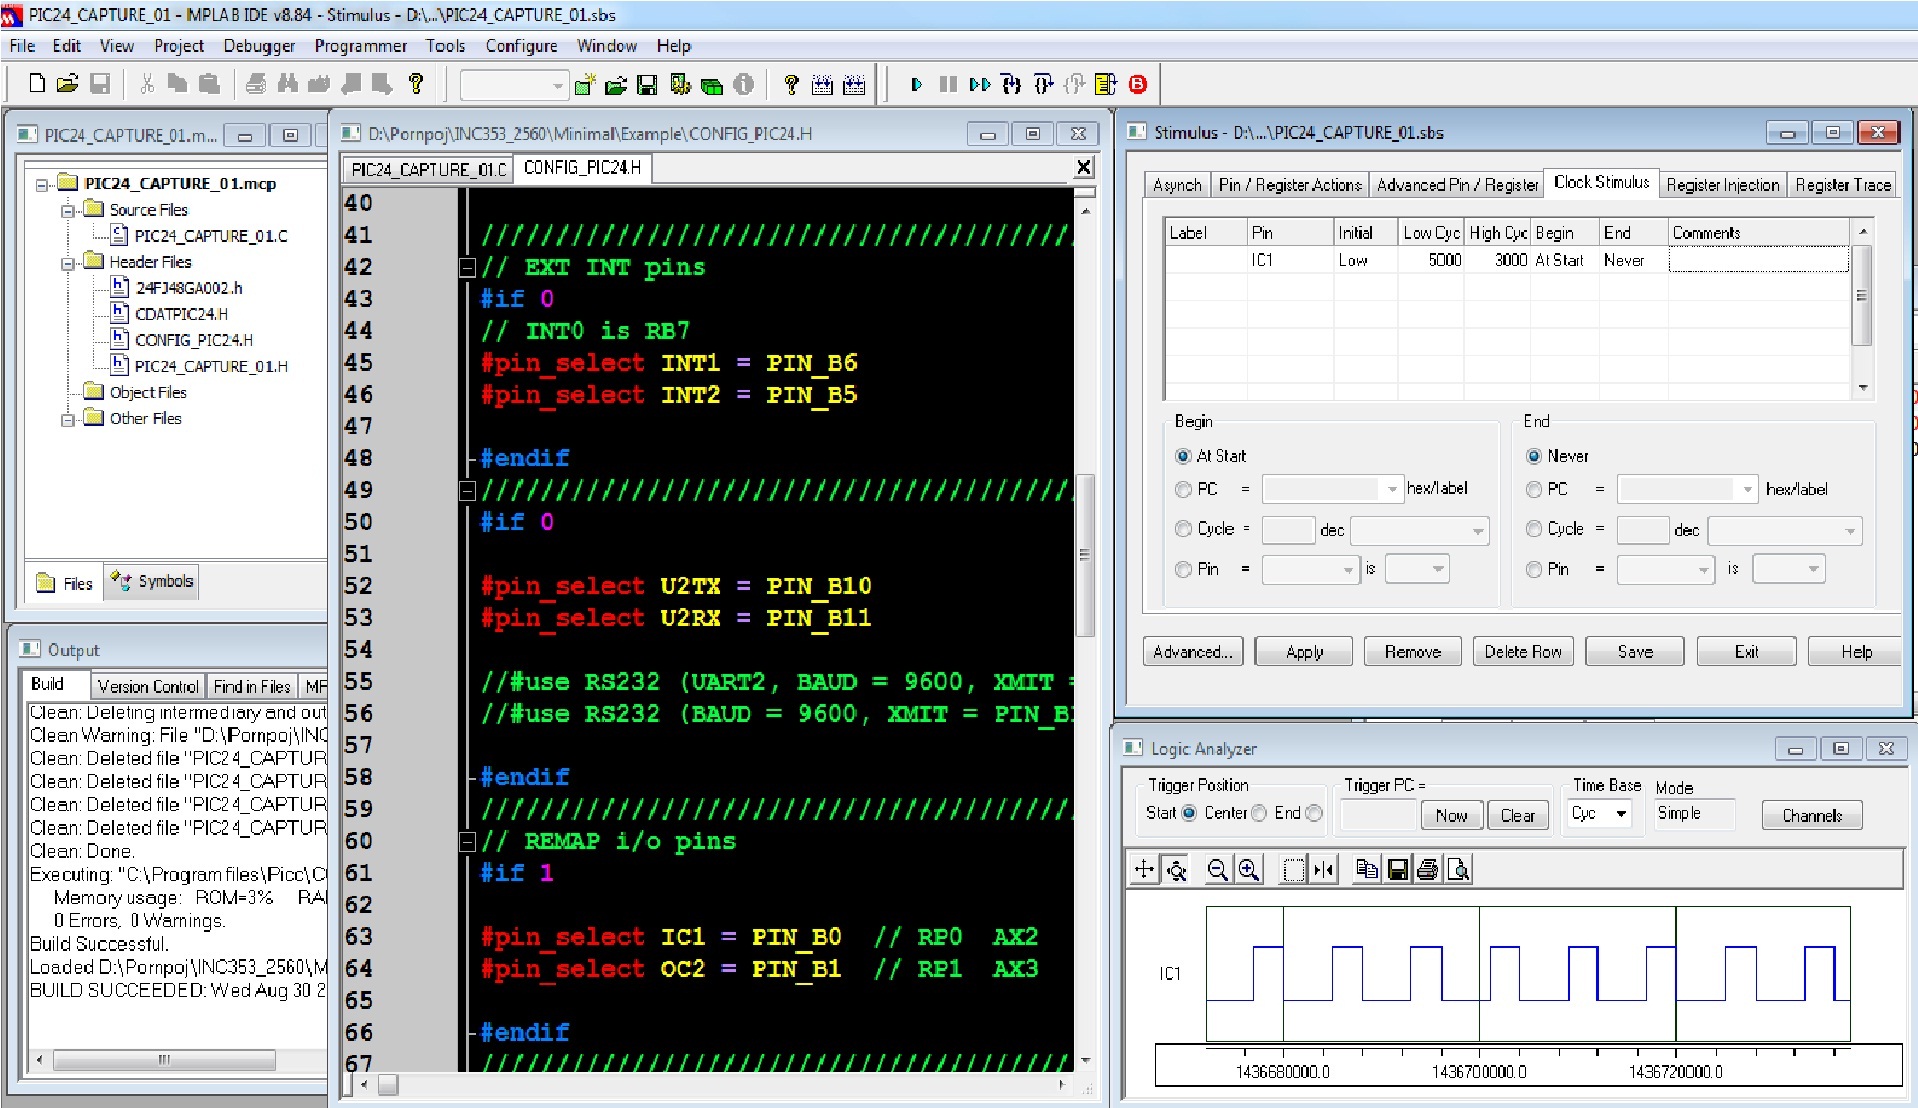 PIC24_CAPTURE_01 - MPLAB IDE v8.84 - Stimulus - D:\...\PIC24_CAPTURE_01.sbs
File Edit View Project Debugger Programmer Tools Configure Window Help
PIC24_CAPTURE_01.m...
PIC24_CAPTURE_01.mcp
Source Files
PIC24_CAPTURE_01.C
Header Files
24FJ48GA002.h
CDATPIC24.H
CONFIG_PIC24.H
PIC24_CAPTURE_01.H
Object Files
Other Files
Files Symbols
Output
Build Version Control Find in Files
Clean: Deleting intermediary and out
Clean Warning: File "D:\Pornpoj\INC
Clean: Deleted file "PIC24_CAPTUR
Clean: Deleted file "PIC24_CAPTUR
Clean: Deleted file "PIC24_CAPTUR
Clean: Deleted file "PIC24_CAPTUR
Clean: Done.
Executing: "C:\Program files\Picc\C
Memory usage: ROM=3% RA
0 Errors, 0 Warnings.
Build Successful.
Loaded D:\Pornpoj\INC353_2560\M
BUILD SUCCEEDED: Wed Aug 30 2
D:\Pornpoj\INC353_2560\Minimal\Example\CONFIG_PIC24.H
PIC24_CAPTURE_01.C CONFIG_PIC24.H
40
41 /////////////////////////////////////////
42 // EXT INT pins
43 #if 0
44 // INT0 is RB7
45 #pin_select INT1 = PIN_B6
46 #pin_select INT2 = PIN_B5
47
48 #endif
49 /////////////////////////////////////////
50 #if 0
51
52 #pin_select U2TX = PIN_B10
53 #pin_select U2RX = PIN_B11
54
55 //#use RS232 (UART2, BAUD = 9600, XMIT =
56 //#use RS232 (BAUD = 9600, XMIT = PIN_B
57
58 #endif
59 /////////////////////////////////////////
60 // REMAP i/o pins
61 #if 1
62
63 #pin_select IC1 = PIN_B0 // RP0 AX2
64 #pin_select OC2 = PIN_B1 // RP1 AX3
65
66 #endif
67 /////////////////////////////////////////
Stimulus - D:\...\PIC24_CAPTURE_01.sbs
Asynch Pin / Register Actions Advanced Pin / Register Clock Stimulus Register Injection Register Trace
Label Pin Initial Low Cyc High Cyc Begin End Comments
IC1 Low 5000 3000 At Start Never
Begin End
At Start Never
PC = hex/label PC = hex/label
Cycle = dec Cycle = dec
Pin = is Pin = is
Advanced... Apply Remove Delete Row Save Exit Help
Logic Analyzer
Trigger Position Trigger PC = Time Base Mode
Start Center End Now Clear Cyc Simple Channels
IC1
1436680000.0 1436700000.0 1436720000.0